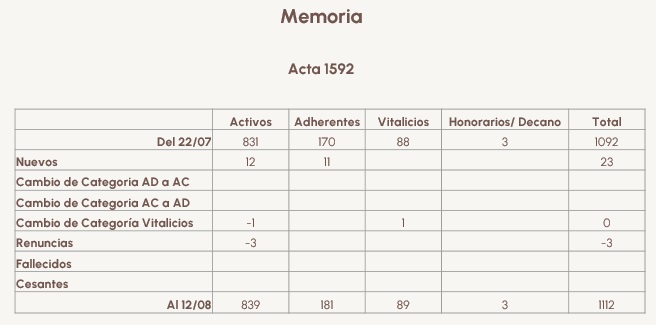 Memoria
Acta 1592
Activos Adherentes Vitalicios Honorarios/ Decano Total
Del 22/07 831 170 88 3 1092
Nuevos 12 11 23
Cambio de Categoria AD a AC
Cambio de Categoria AC a AD
Cambio de Categoría Vitalicios -1 1 0
Renuncias -3 -3
Fallecidos
Cesantes
Al 12/08 839 181 89 3 1112